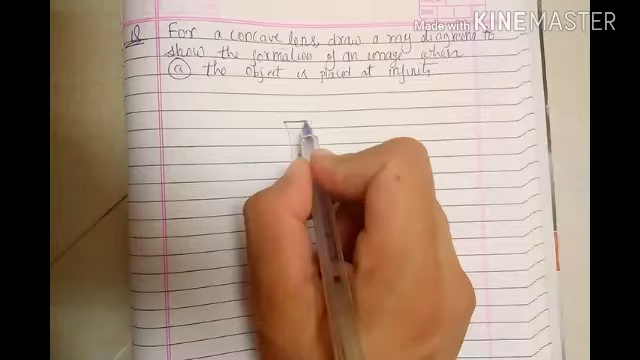 Made with KINEMASTER
Q For a concave lens, draw a ray diagram to
show the formation of an image when
a the object is placed at infinity